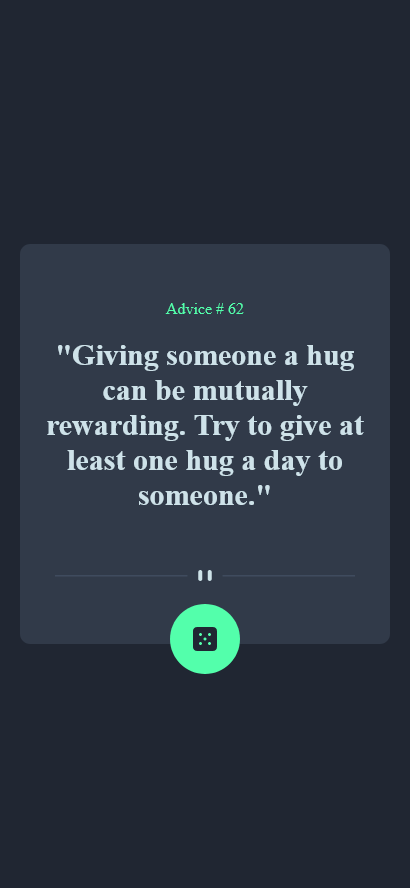 Advice # 62
"Giving someone a hug
can be mutually
rewarding. Try to give at
least one hug a day to
someone."